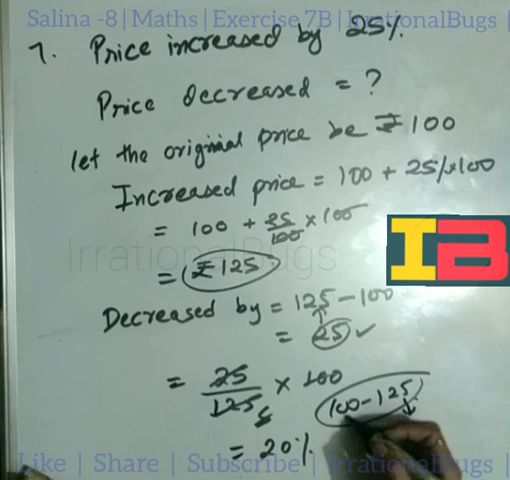 Salina -8 | Maths | Exercise 7B | IrrationalBugs |
7. Price increased by 25%.
Price decreased = ?
let the original price be ₹100
Increased price = 100 + 25%×100
= 100 + 25/100 × 100
IrrationalBugs
IB
= ₹125
Decreased by = 125 - 100
= 25 ✓
= 25/125 × 100
5
100-125
= 20%
Like | Share | Subscribe | IrrationalBugs |